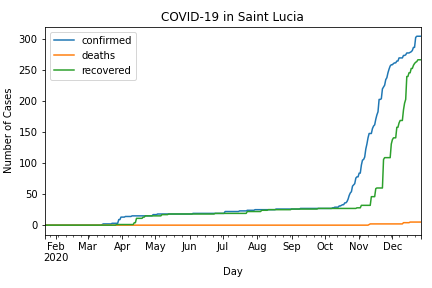 COVID-19 in Saint Lucia
confirmed
deaths
recovered
Number of Cases
300
250
200
150
100
50
0
Feb Mar Apr May Jun Jul Aug Sep Oct Nov Dec
2020
Day